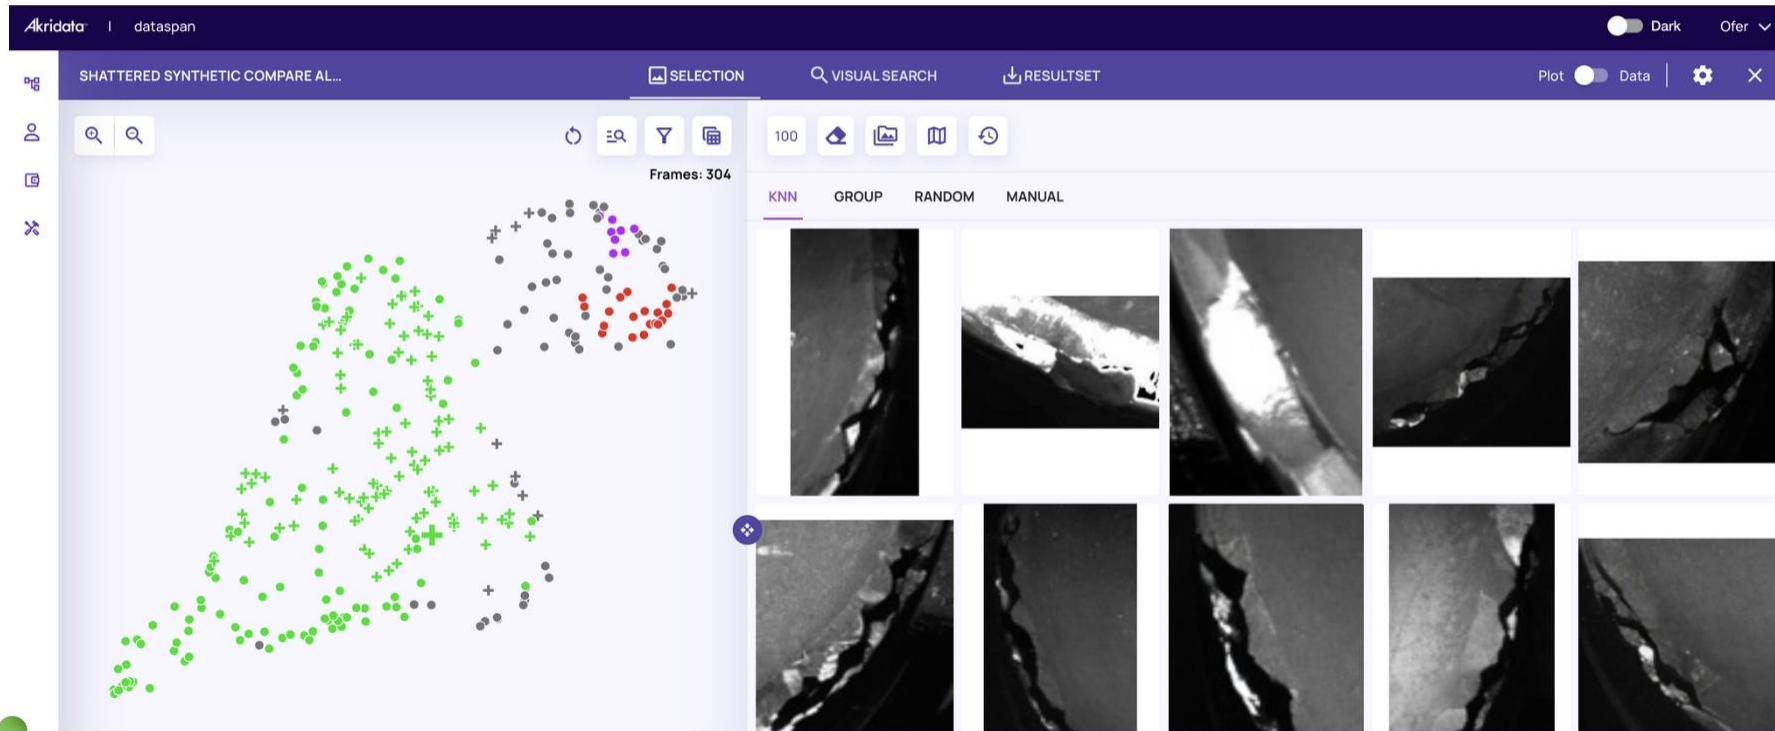 Akridata
dataspan
Dark
Ofer
SHATTERED SYNTHETIC COMPARE AL...
SELECTION
VISUAL SEARCH
RESULTSET
Plot
Data
100
Frames: 304
KNN
GROUP
RANDOM
MANUAL